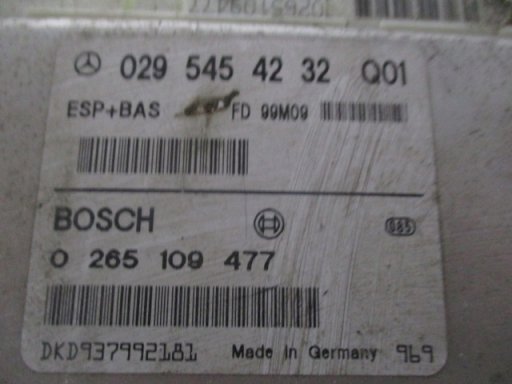 029 545 42 32 Q01
ESP+BAS FD 99M09
BOSCH
0 265 109 477
DKD937992181 Made in Germany 969